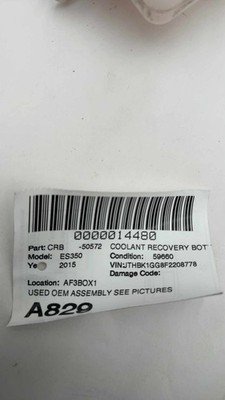 0000014480
Part: CRB -50572 COOLANT RECOVERY BOT
Model: ES350 Condition: 59660
Ye 2015 VIN:JTHBK1GG8F2208778
Damage Code:
Location: AF3BOX1
USED OEM ASSEMBLY SEE PICTURES
A829